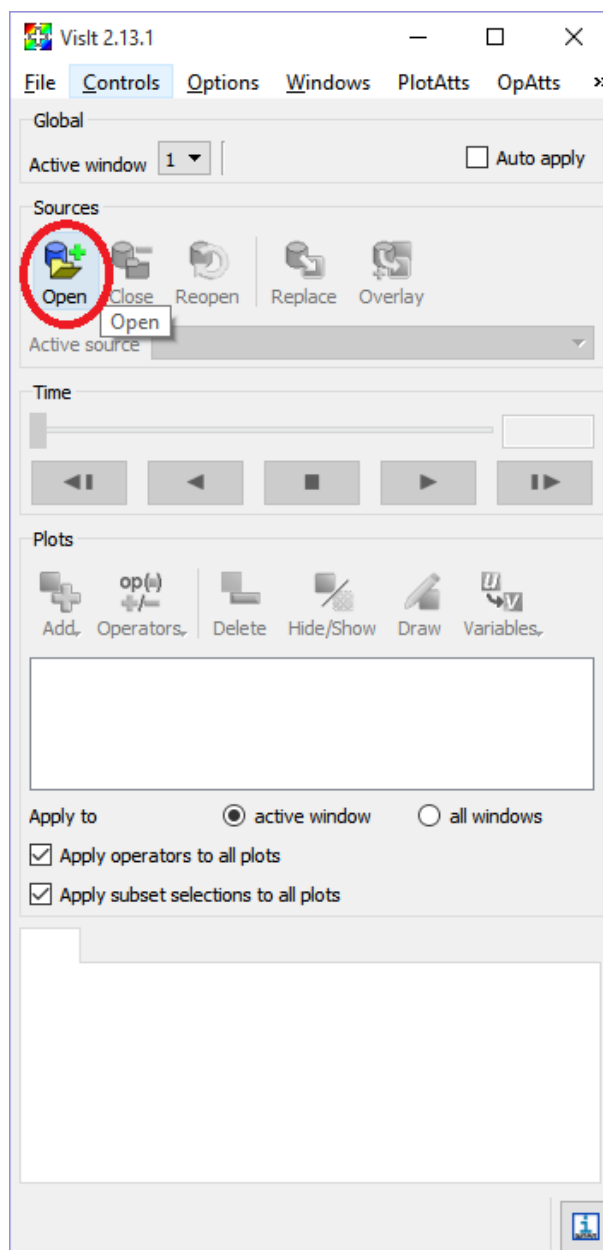 VisIt 2.13.1
File Controls Options Windows PlotAtts OpAtts »
Global
Active window 1 Auto apply
Sources
Open Close Reopen Replace Overlay
Open
Active source
Time
Plots
op(=) +/-
Add Operators Delete Hide/Show Draw Variables
Apply to active window all windows
Apply operators to all plots
Apply subset selections to all plots